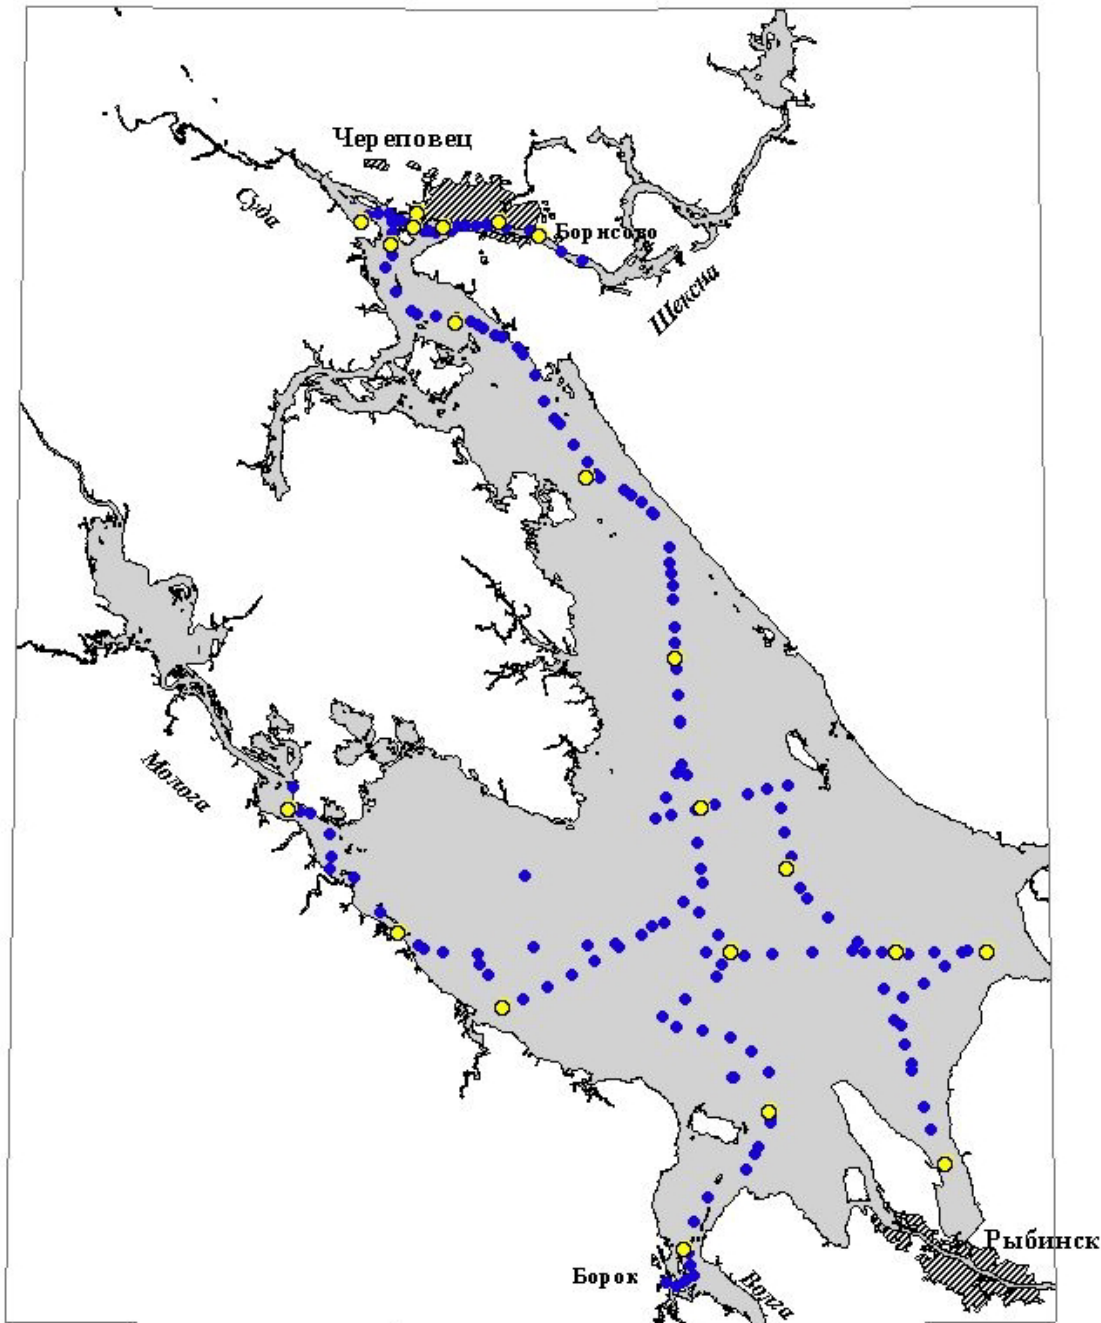 Череповец
Суда
Борисово
Шексна
Молога
Рыбинск
Борок
Волга